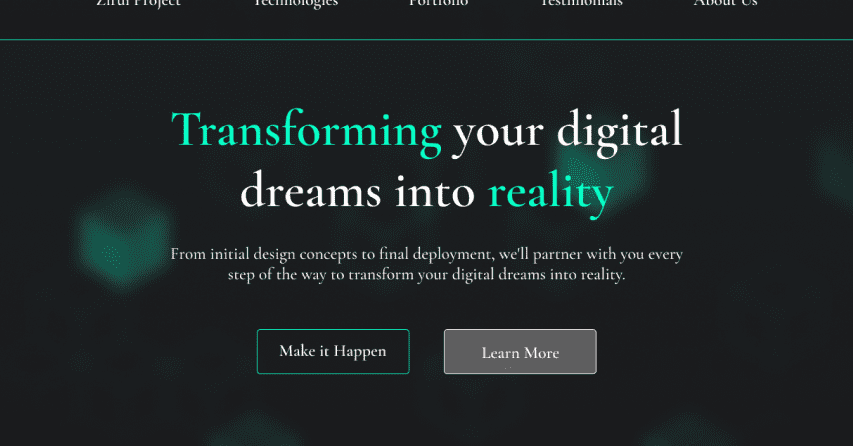 Zirui Project Technologies Portfolio Testimonials About Us
Transforming your digital
dreams into reality
From initial design concepts to final deployment, we'll partner with you every
step of the way to transform your digital dreams into reality.
Make it Happen Learn More